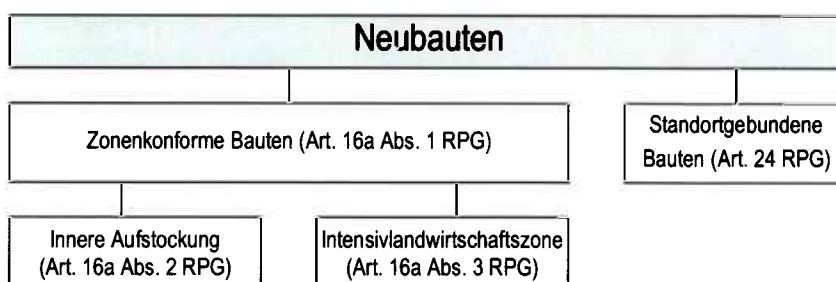 Neubauten
Zonenkonforme Bauten (Art. 16a Abs. 1 RPG)
Standortgebundene
Bauten (Art. 24 RPG)
Innere Aufstockung
(Art. 16a Abs. 2 RPG)
Intensivlandwirtschaftszone
(Art. 16a Abs. 3 RPG)